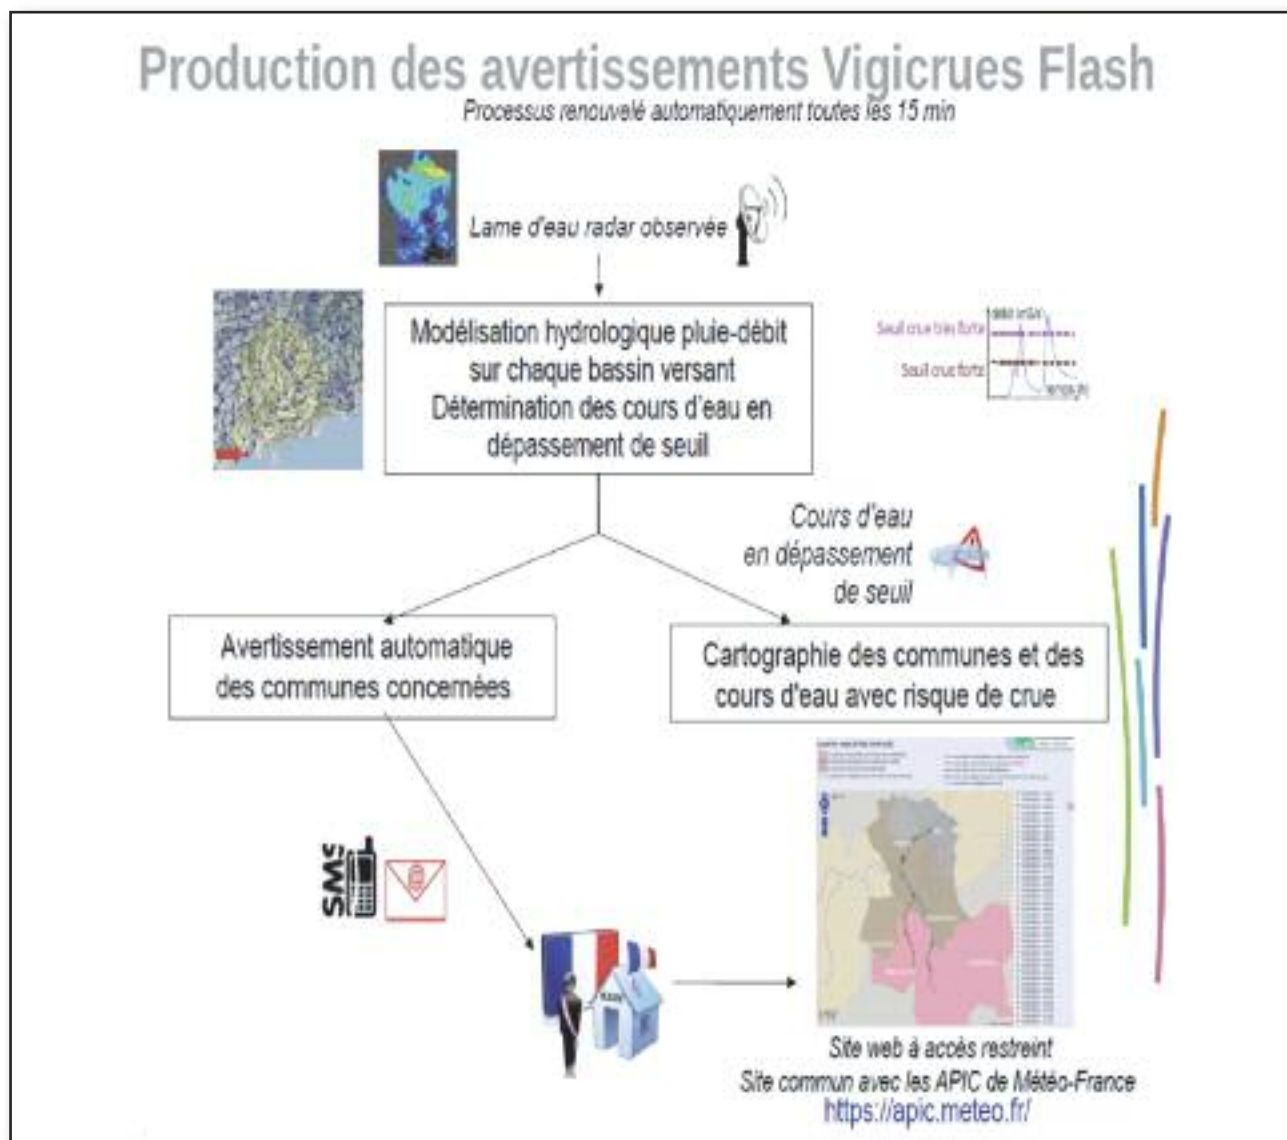 Production des avertissements Vigicrues Flash
Processus renouvelé automatiquement toutes les 15 min
Lame d'eau radar observée
Modélisation hydrologique pluie-débit
sur chaque bassin versant
Détermination des cours d'eau en
dépassement de seuil
Seuil crue très forte
Seuil crue forte
Cours d'eau
en dépassement
de seuil
Avertissement automatique
des communes concernées
Cartographie des communes et des
cours d'eau avec risque de crue
SMS
Site web à accès restreint
Site commun avec les APIC de Météo-France
https://apic.meteo.fr/